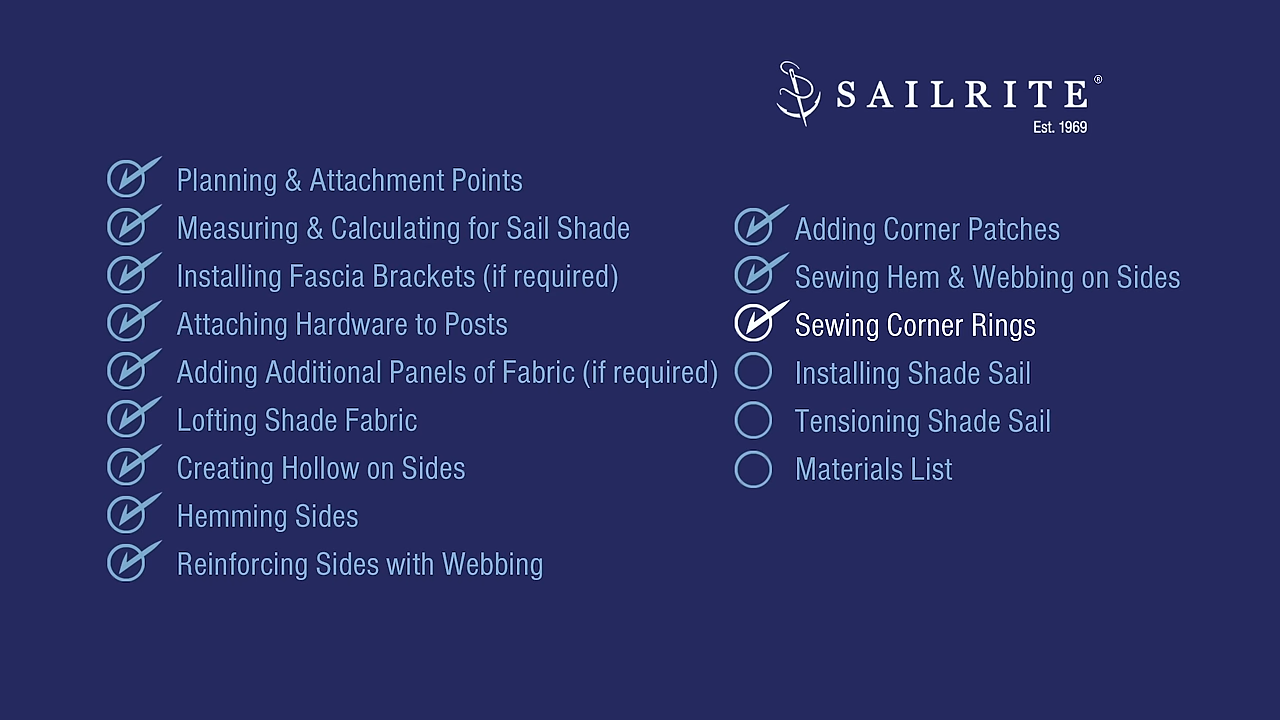 SAILRITE®
Est. 1969
Planning & Attachment Points
Measuring & Calculating for Sail Shade
Installing Fascia Brackets (if required)
Attaching Hardware to Posts
Adding Additional Panels of Fabric (if required)
Lofting Shade Fabric
Creating Hollow on Sides
Hemming Sides
Reinforcing Sides with Webbing
Adding Corner Patches
Sewing Hem & Webbing on Sides
Sewing Corner Rings
Installing Shade Sail
Tensioning Shade Sail
Materials List